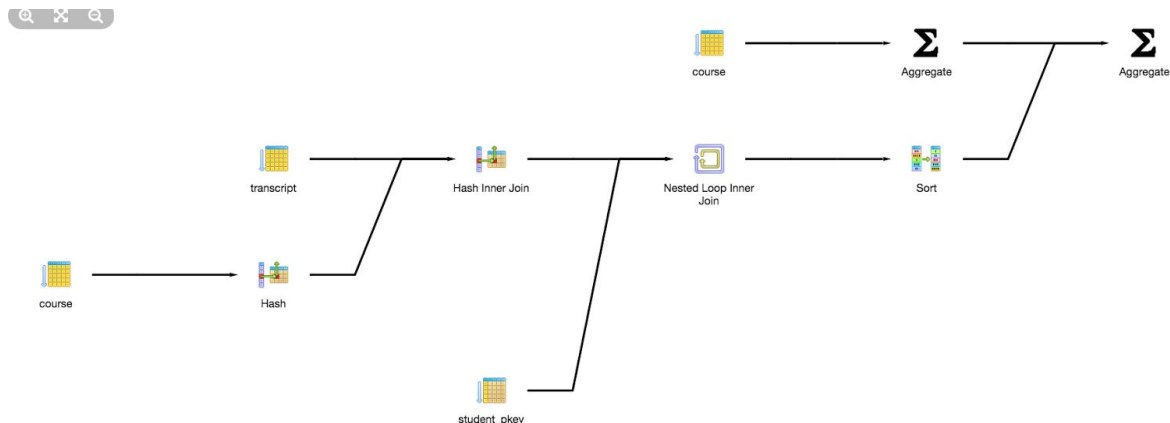 course
Aggregate
Aggregate
transcript
Hash Inner Join
Nested Loop Inner
Join
Sort
course
Hash
student_pkey